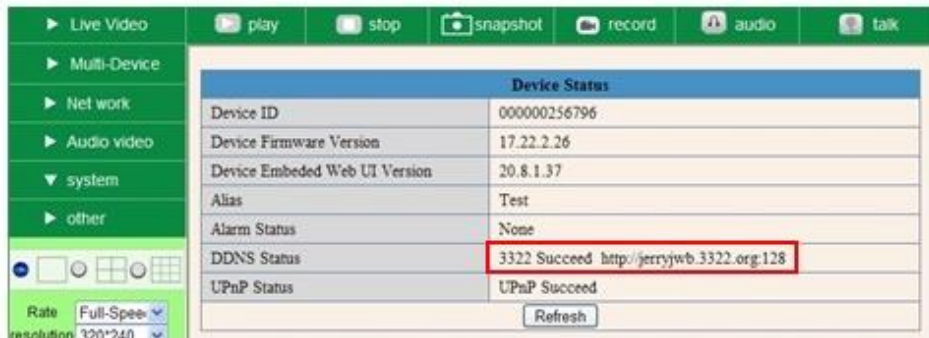 Live Video
play
stop
snapshot
record
audio
talk
Multi-Device
Net work
Audio video
system
other
Device Status
Device ID 000000256796
Device Firmware Version 17.22.2.26
Device Embeded Web UI Version 20.8.1.37
Alias Test
Alarm Status None
DDNS Status 3322 Succeed http://jerryjwb.3322.org:128
UPnP Status UPnP Succeed
Refresh
Rate Full-Speed
resolution 320*240